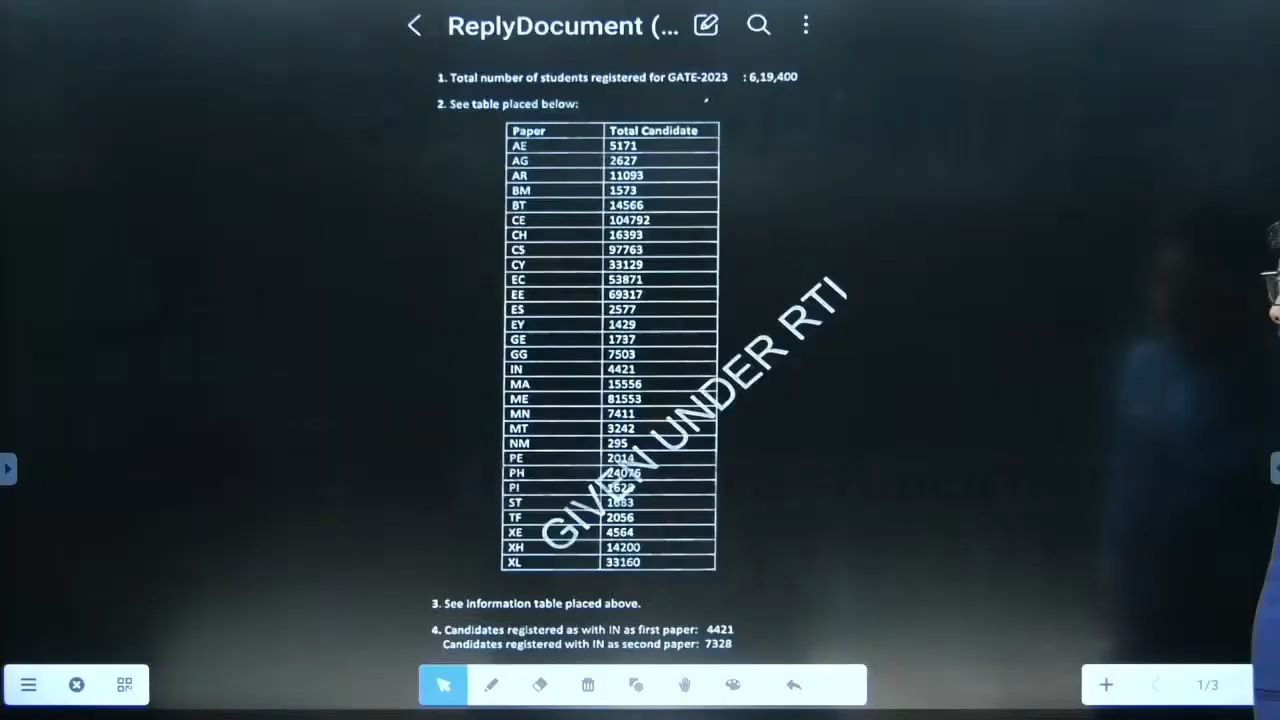 ReplyDocument (...
1. Total number of students registered for GATE-2023 : 6,19,400
2. See table placed below:
Paper Total Candidate
AE 5171
AG 2627
AR 11093
BM 1573
BT 14566
CE 104792
CH 16393
CS 97763
CY 33129
EC 53871
EE 69317
ES 2577
EY 1429
GE 1737
GG 7503
IN 4421
MA 15556
ME 81553
MN 7411
MT 3242
NM 295
PE 2014
PH 24076
PI
ST
TF 2056
XE 4564
XH 14200
XL 33160
GIVEN UNDER RTI
3. See information table placed above.
4. Candidates registered as with IN as first paper: 4421
Candidates registered with IN as second paper: 7328
1/3